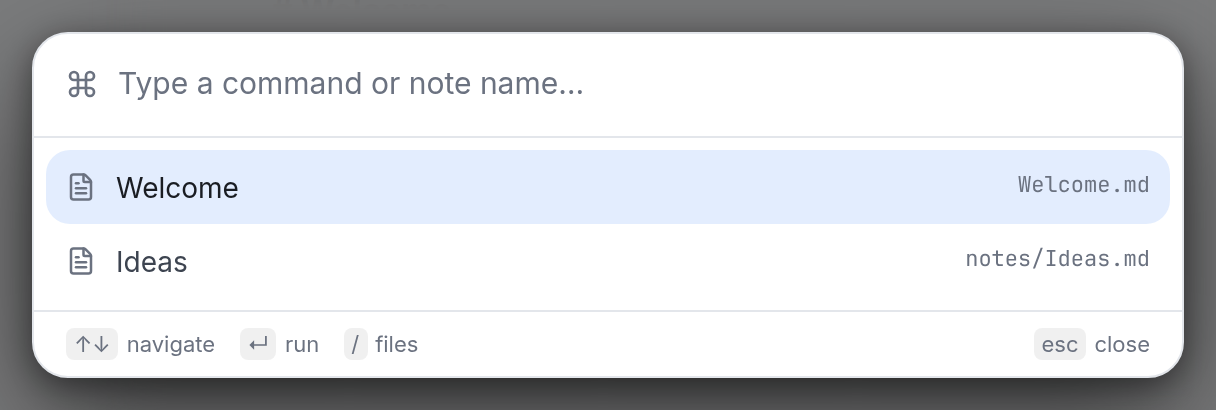 ⌘ Type a command or note name...
Welcome Welcome.md
Ideas notes/Ideas.md
↑↓ navigate ↵ run / files esc close